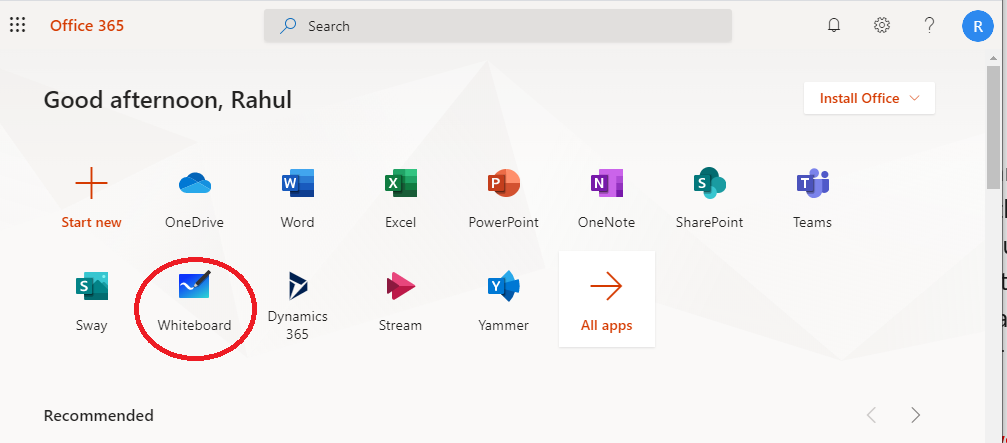 Office 365
Search
?
R
Good afternoon, Rahul
Install Office
Start new
OneDrive
Word
Excel
PowerPoint
OneNote
SharePoint
Teams
Sway
Whiteboard
Dynamics
365
Stream
Yammer
All apps
Recommended